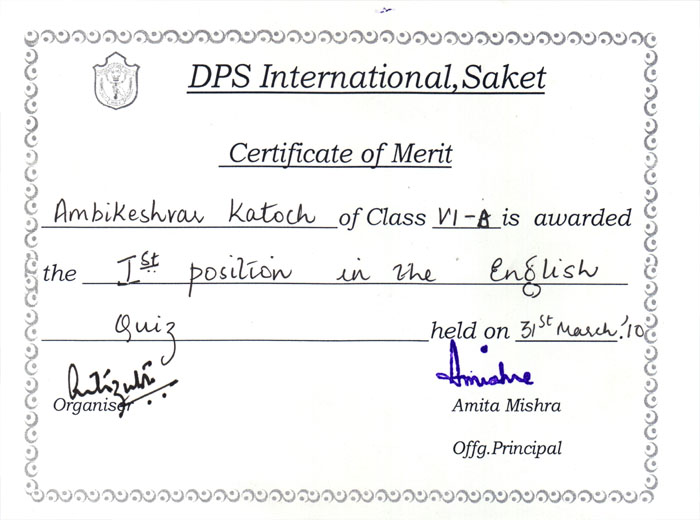 DPS International,Saket
Certificate of Merit
Ambikeshvar Katoch of Class VI-A is awarded
the Ist position in the English
Quiz held on 31st March.'10
Organiser
Amita Mishra
Offg.Principal